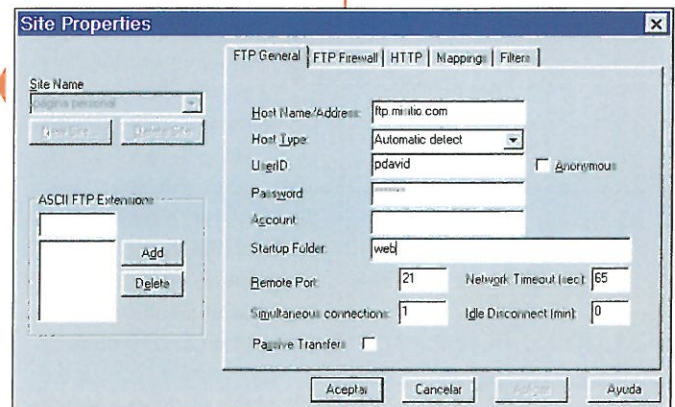 Site Properties
FTP General FTP Firewall HTTP Mappings Filters
Site Name
página personal
New Site... Delete Site
Host Name/Address: ftp.misitio.com
Host Type: Automatic detect
UserID: pdavid
Anonymous
Password:
ASCII FTP Extensions
Account:
Startup Folder: web
Add
Delete
Remote Port: 21 Network Timeout (sec): 65
Simultaneous connections: 1 Idle Disconnect (min): 0
Passive Transfers
Aceptar Cancelar Aplicar Ayuda